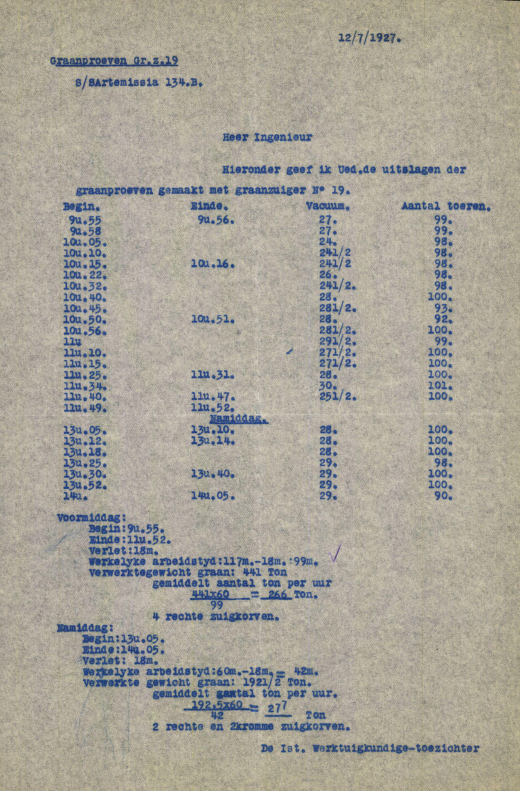 12/7/1927.
Graanproeven Gr.z.19
S/SArtemissia 134.B.
Heer Ingenieur
Hieronder geef ik Ued.de uitslagen der
graanproeven gemaakt met graanzuiger N° 19.
Begin. Einde. Vacuum. Aantal toeren.
9u.55 9u.56. 27. 99.
9u.58 27. 99.
10u.05. 24. 98.
10u.10. 241/2 98.
10u.15. 10u.16. 241/2 98.
10u.22. 26. 98.
10u.32. 241/2. 98.
10u.40. 28. 100.
10u.45. 281/2. 93.
10u.50. 10u.51. 28. 92.
10u.56. 281/2. 100.
11u 291/2. 99.
11u.10. 271/2. 100.
11u.15. 271/2. 100.
11u.25 11u.31. 28. 100.
11u.34. 30. 101.
11u.40. 11u.47. 251/2. 100.
11u.49. 11u.52.
Namiddag.
13u.05. 13u.10. 28. 100.
13u.12. 13u.14. 28. 100.
13u.18. 28. 100.
13u.25. 29. 98.
13u.30. 13u.40. 29. 100.
13u.52. 29. 100.
14u. 14u.05. 29. 90.
Voormiddag:
Begin:9u.55.
Einde:11u.52.
Verlet:18m.
Werkelyke arbeidstyd:117m.-18m.:99m.
Verwerktegewicht graan: 441 Ton
gemiddelt aantal ton per uur
441x60 = 266 Ton.
99
4 rechte zuigkorven.
Namiddag:
Begin:13u.05.
Einde:14u.05.
Verlet: 18m.
Werkelyke arbeidstyd:60m.-18m.= 42m.
Verwerkte gewicht graan: 1921/2 Ton.
gemiddelt aantal ton per uur.
192.5x60 = 277
42 Ton
2 rechte en 2kromme zuigkorven.
De 1st. Werktuigkundige-toezichter